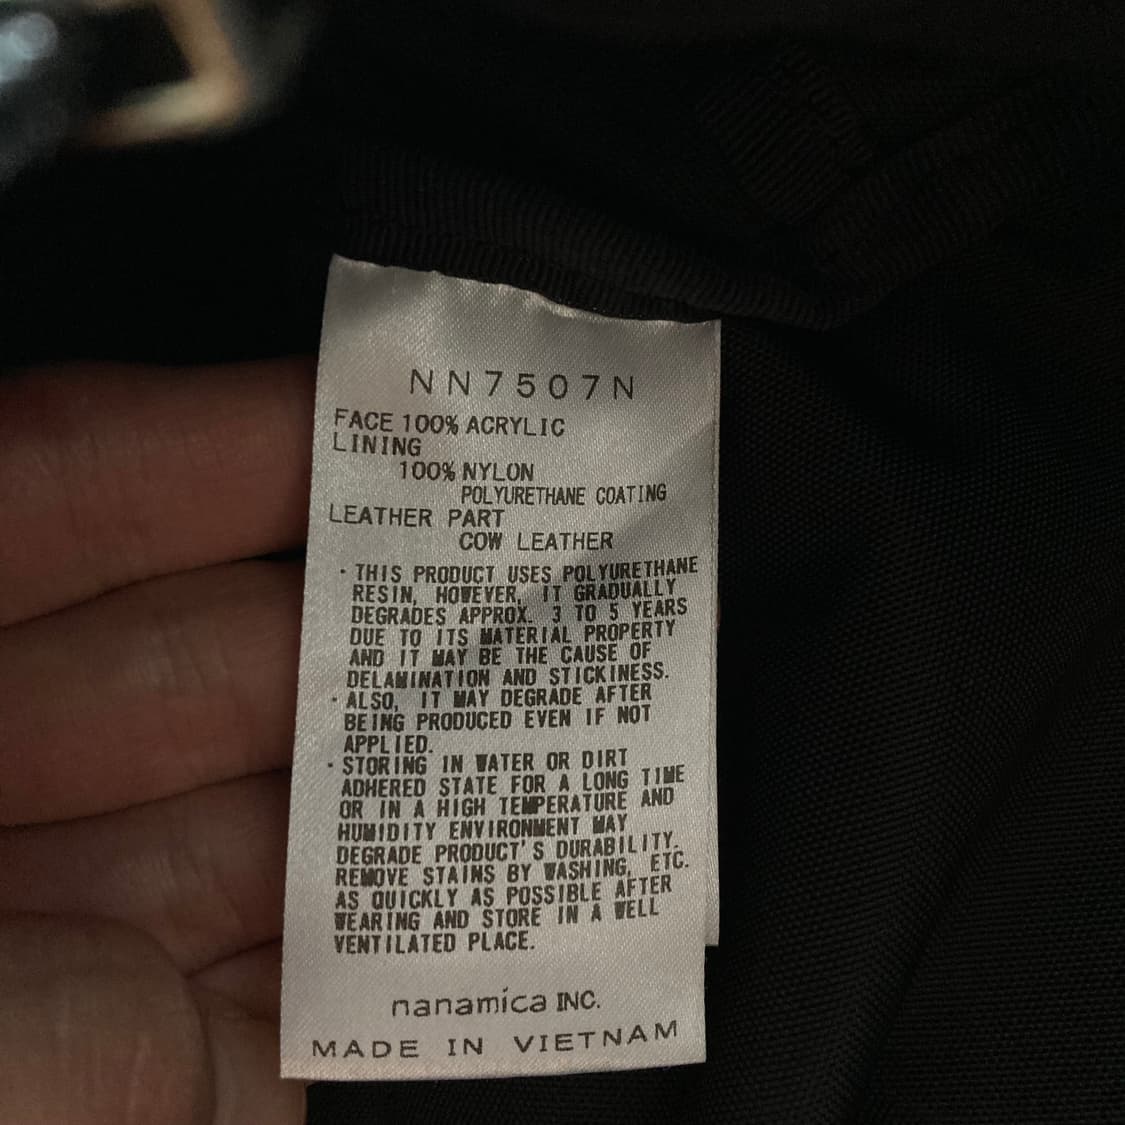 NN7507N
FACE 100% ACRYLIC
LINING
100% NYLON
POLYURETHANE COATING
LEATHER PART
COW LEATHER
・THIS PRODUCT USES POLYURETHANE
RESIN, HOWEVER, IT GRADUALLY
DEGRADES APPROX. 3 TO 5 YEARS
DUE TO ITS MATERIAL PROPERTY
AND IT MAY BE THE CAUSE OF
DELAMINATION AND STICKINESS.
・ALSO, IT MAY DEGRADE AFTER
BEING PRODUCED EVEN IF NOT
APPLIED.
・STORING IN WATER OR DIRT
ADHERED STATE FOR A LONG TIME
OR IN A HIGH TEMPERATURE AND
HUMIDITY ENVIRONMENT MAY
DEGRADE PRODUCT'S DURABILITY.
REMOVE STAINS BY WASHING, ETC.
AS QUICKLY AS POSSIBLE AFTER
WEARING AND STORE IN A WELL
VENTILATED PLACE.
nanamica INC.
MADE IN VIETNAM